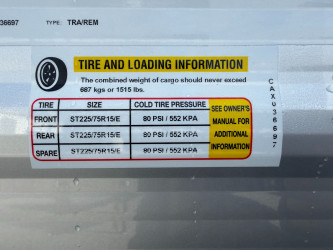 36697 TYPE: TRA/REM
TIRE AND LOADING INFORMATION
The combined weight of cargo should never exceed
687 kgs or 1515 lbs.
TIRE SIZE COLD TIRE PRESSURE SEE OWNER'S
FRONT ST225/75R15/E 80 PSI / 552 KPA MANUAL FOR
REAR ST225/75R15/E 80 PSI / 552 KPA ADDITIONAL
SPARE ST225/75R15/E 80 PSI / 552 KPA INFORMATION
CAX036697